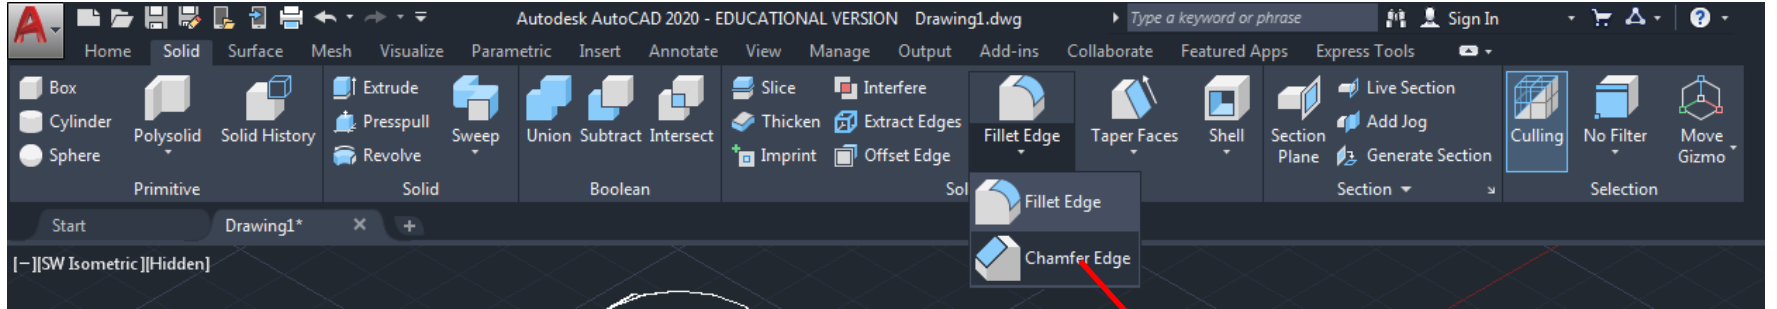 Autodesk AutoCAD 2020 - EDUCATIONAL VERSION Drawing1.dwg Type a keyword or phrase Sign In ?
A Home Solid Surface Mesh Visualize Parametric Insert Annotate View Manage Output Add-ins Collaborate Featured Apps Express Tools
Box Extrude Slice Interfere Live Section
Cylinder Presspull Thicken Extract Edges Add Jog
Polysolid Solid History Sweep Union Subtract Intersect Fillet Edge Taper Faces Shell Section Plane Culling No Filter Move Gizmo
Sphere Revolve Imprint Offset Edge Generate Section
Primitive Solid Boolean Sol Section Selection
Fillet Edge
Start Drawing1* × +
Chamfer Edge
[−][SW Isometric][Hidden]